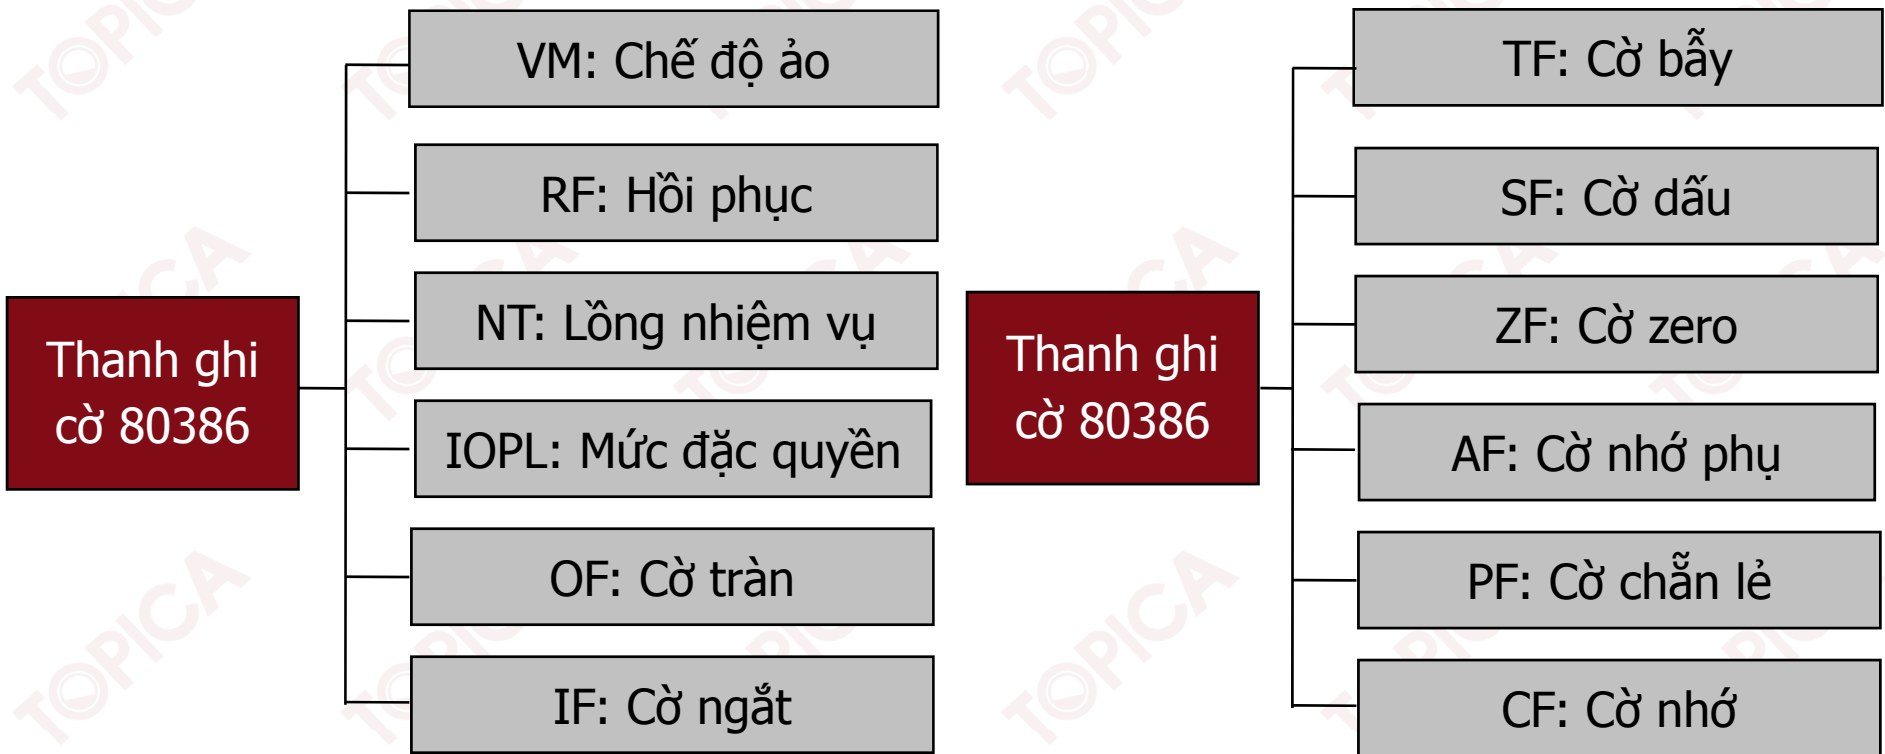 Thanh ghi
cờ 80386
VM: Chế độ ảo
RF: Hồi phục
NT: Lồng nhiệm vụ
IOPL: Mức đặc quyền
OF: Cờ tràn
IF: Cờ ngắt
Thanh ghi
cờ 80386
TF: Cờ bẫy
SF: Cờ dấu
ZF: Cờ zero
AF: Cờ nhớ phụ
PF: Cờ chẵn lẻ
CF: Cờ nhớ
TOPICA